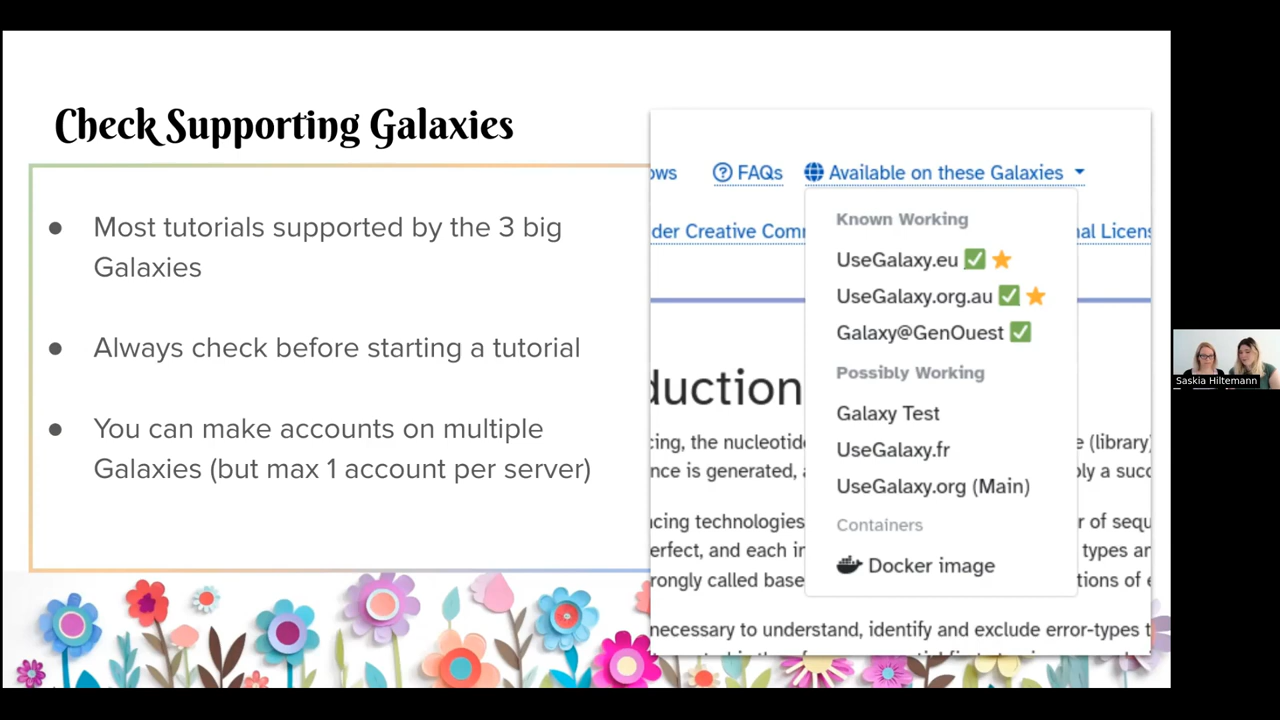 Check Supporting Galaxies
● Most tutorials supported by the 3 big
Galaxies
● Always check before starting a tutorial
● You can make accounts on multiple
Galaxies (but max 1 account per server)
ows FAQs Available on these Galaxies
der Creative Com nal Licens
Known Working
UseGalaxy.eu ✅ ⭐
UseGalaxy.org.au ✅ ⭐
Galaxy@GenOuest ✅
Possibly Working
Galaxy Test
UseGalaxy.fr
UseGalaxy.org (Main)
Containers
Docker image
duction
cing, the nucleotide e (library)
nce is generated, bly a succ
ncing technologies r of sequ
erfect, and each in types ar
rongly called base tions of e
necessary to understand, identify and exclude error-types t
Saskia Hiltemann